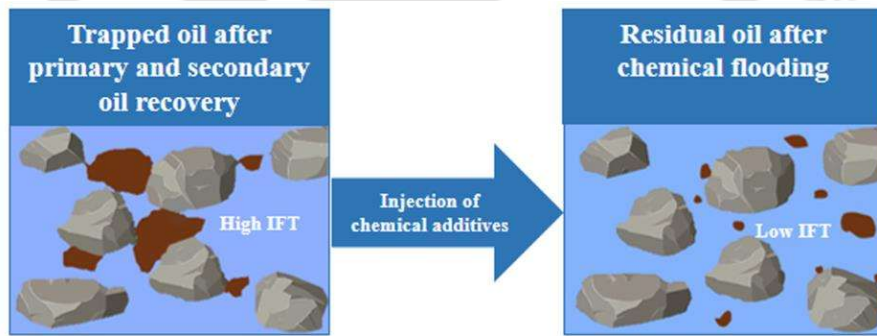 Trapped oil after
primary and secondary
oil recovery
High IFT
Injection of
chemical additives
Residual oil after
chemical flooding
Low IFT